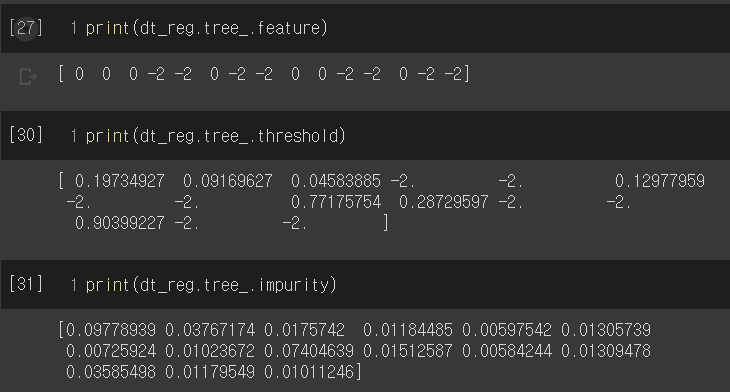 [27] 1 print(dt_reg.tree_.feature)
[ 0  0  0 -2 -2  0 -2 -2  0  0 -2 -2  0 -2 -2]
[30] 1 print(dt_reg.tree_.threshold)
[ 0.19734927  0.09169627  0.04583885 -2.         -2.          0.12977959
 -2.         -2.          0.77175754  0.28729597 -2.         -2.
  0.90399227 -2.         -2.        ]
[31] 1 print(dt_reg.tree_.impurity)
[0.09778939 0.03767174 0.0175742  0.01184485 0.00597542 0.01305739
 0.00725924 0.01023672 0.07404639 0.01512587 0.00584244 0.01309478
 0.03585498 0.01179549 0.01011246]